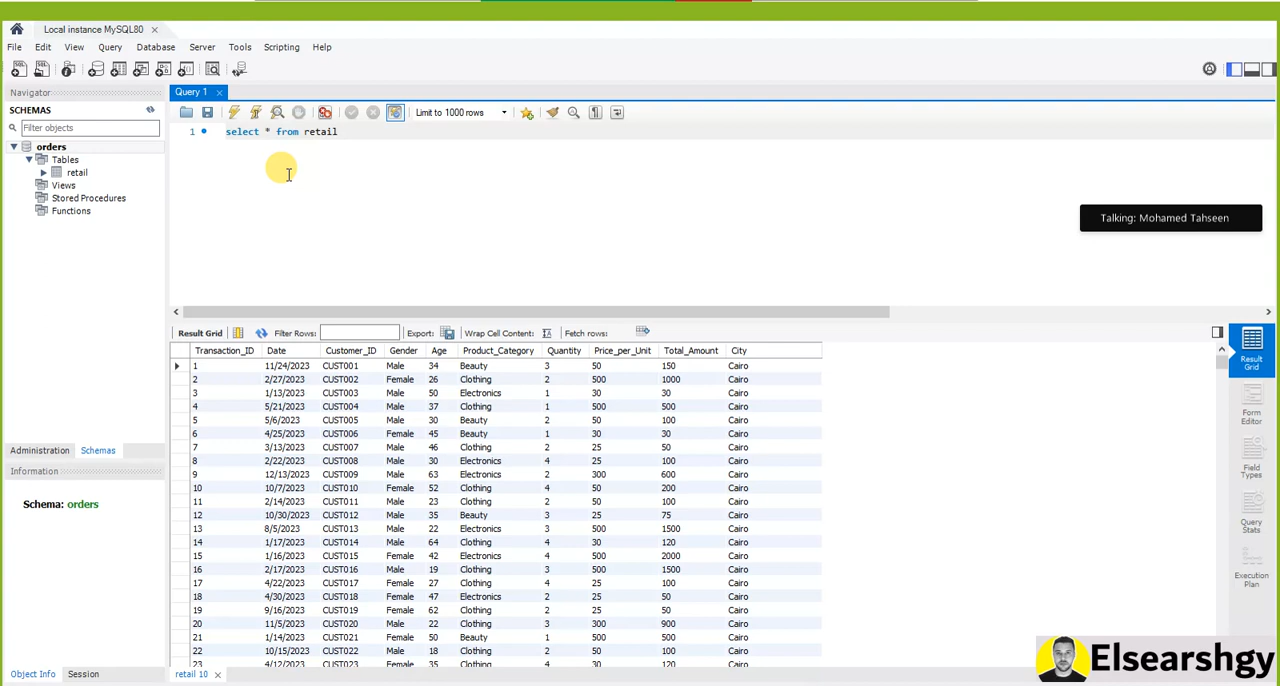 Local instance MySQL80 ×
File Edit View Query Database Server Tools Scripting Help
Navigator
SCHEMAS
Filter objects
orders
Tables
retail
Views
Stored Procedures
Functions
Administration Schemas
Information
Schema: orders
Object Info Session
Query 1 ×
Limit to 1000 rows
1 select * from retail
Talking: Mohamed Tahseen
Result Grid Filter Rows: Export: Wrap Cell Content: Fetch rows:
Transaction_ID Date Customer_ID Gender Age Product_Category Quantity Price_per_Unit Total_Amount City
1 11/24/2023 CUST001 Male 34 Beauty 3 50 150 Cairo
2 2/27/2023 CUST002 Female 26 Clothing 2 500 1000 Cairo
3 1/13/2023 CUST003 Male 50 Electronics 1 30 30 Cairo
4 5/21/2023 CUST004 Male 37 Clothing 1 500 500 Cairo
5 5/6/2023 CUST005 Male 30 Beauty 2 50 100 Cairo
6 4/25/2023 CUST006 Female 45 Beauty 1 30 30 Cairo
7 3/13/2023 CUST007 Male 46 Clothing 2 25 50 Cairo
8 2/22/2023 CUST008 Male 30 Electronics 4 25 100 Cairo
9 12/13/2023 CUST009 Male 63 Electronics 2 300 600 Cairo
10 10/7/2023 CUST010 Female 52 Clothing 4 50 200 Cairo
11 2/14/2023 CUST011 Male 23 Clothing 2 50 100 Cairo
12 10/30/2023 CUST012 Male 35 Beauty 3 25 75 Cairo
13 8/5/2023 CUST013 Male 22 Electronics 3 500 1500 Cairo
14 1/17/2023 CUST014 Male 64 Clothing 4 30 120 Cairo
15 1/16/2023 CUST015 Female 42 Electronics 4 500 2000 Cairo
16 2/17/2023 CUST016 Male 19 Clothing 3 500 1500 Cairo
17 4/22/2023 CUST017 Female 27 Clothing 4 25 100 Cairo
18 4/30/2023 CUST018 Female 47 Electronics 2 25 50 Cairo
19 9/16/2023 CUST019 Female 62 Clothing 2 25 50 Cairo
20 11/5/2023 CUST020 Male 22 Clothing 3 300 900 Cairo
21 1/14/2023 CUST021 Female 50 Beauty 1 500 500 Cairo
22 10/15/2023 CUST022 Male 18 Clothing 2 50 100 Cairo
23 4/12/2023 CUST023 Female 35 Clothing 4 30 120 Cairo
retail 10 ×
Result
Grid
Form
Editor
Field
Types
Query
Stats
Execution
Plan
Elsearshgy